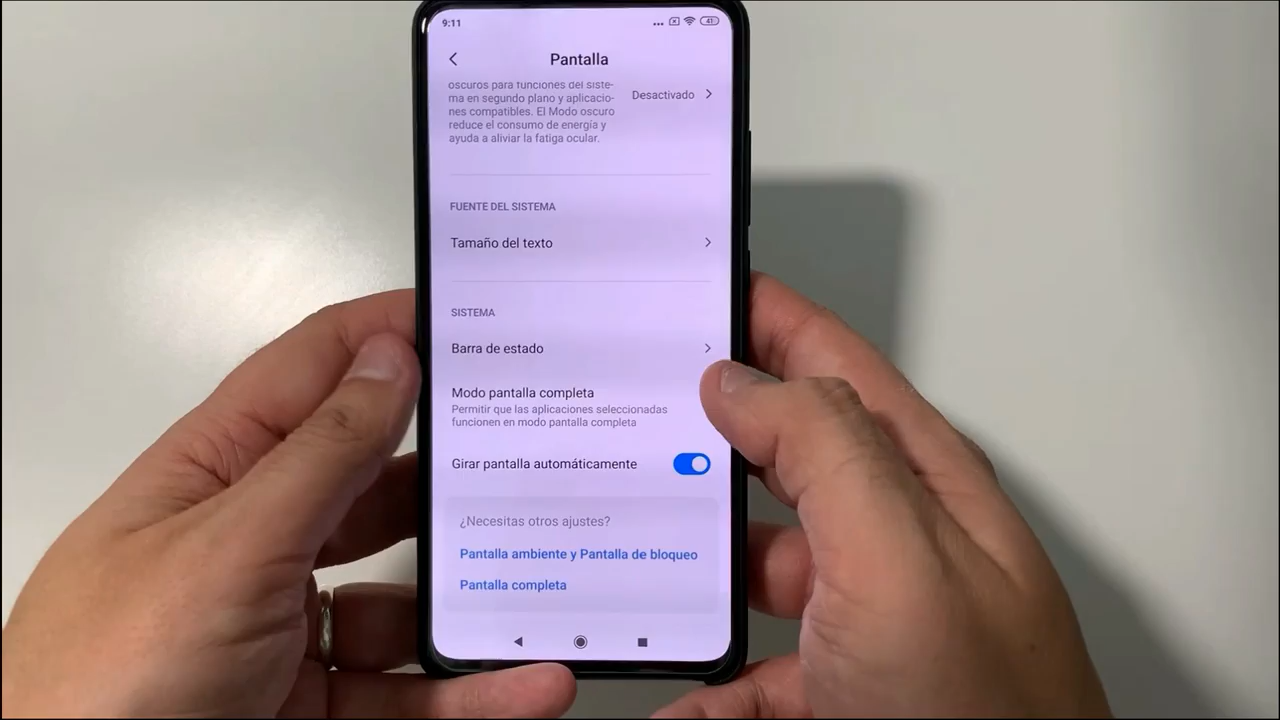 9:11
41
Pantalla
oscuros para funciones del siste-
ma en segundo plano y aplicacio-
nes compatibles. El Modo oscuro
reduce el consumo de energía y
ayuda a aliviar la fatiga ocular.
Desactivado
FUENTE DEL SISTEMA
Tamaño del texto
SISTEMA
Barra de estado
Modo pantalla completa
Permitir que las aplicaciones seleccionadas
funcionen en modo pantalla completa
Girar pantalla automáticamente
¿Necesitas otros ajustes?
Pantalla ambiente y Pantalla de bloqueo
Pantalla completa